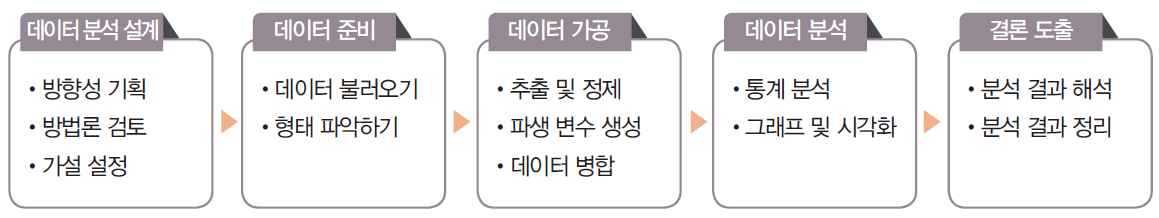 데이터 분석 설계
• 방향성 기획
• 방법론 검토
• 가설 설정
데이터 준비
• 데이터 불러오기
• 형태 파악하기
데이터 가공
• 추출 및 정제
• 파생 변수 생성
• 데이터 병합
데이터 분석
• 통계 분석
• 그래프 및 시각화
결론 도출
• 분석 결과 해석
• 분석 결과 정리